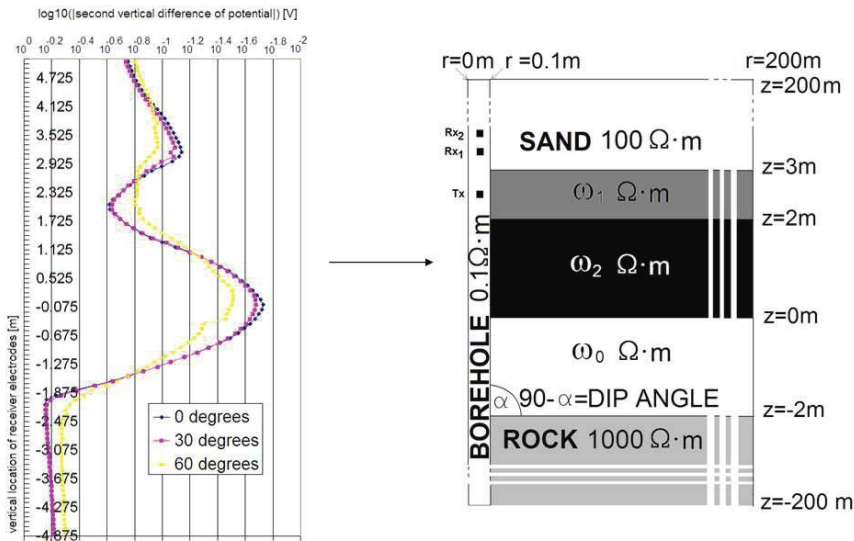 log10(|second vertical difference of potential|) [V]
10⁰ 10⁻⁰·² 10⁻⁰·⁴ 10⁻⁰·⁶ 10⁻⁰·⁸ 10⁻¹ 10⁻¹·² 10⁻¹·⁴ 10⁻¹·⁶ 10⁻¹·⁸ 10⁻²
vertical location of receiver electrodes [m]
4.725
4.125
3.525
2.925
2.325
1.725
1.125
0.525
-0.075
-0.675
-1.275
-1.875
-2.475
-3.075
-3.675
-4.275
-4.875
0 degrees
30 degrees
60 degrees
r=0m r=0.1m r=200m
z=200m
Rx₂
Rx₁
SAND 100 Ω·m
z=3m
Tx
ω₁ Ω·m
z=2m
ω₂ Ω·m
z=0m
BOREHOLE 0.1Ω·m
ω₀ Ω·m
α 90-α=DIP ANGLE
z=-2m
ROCK 1000 Ω·m
z=-200 m